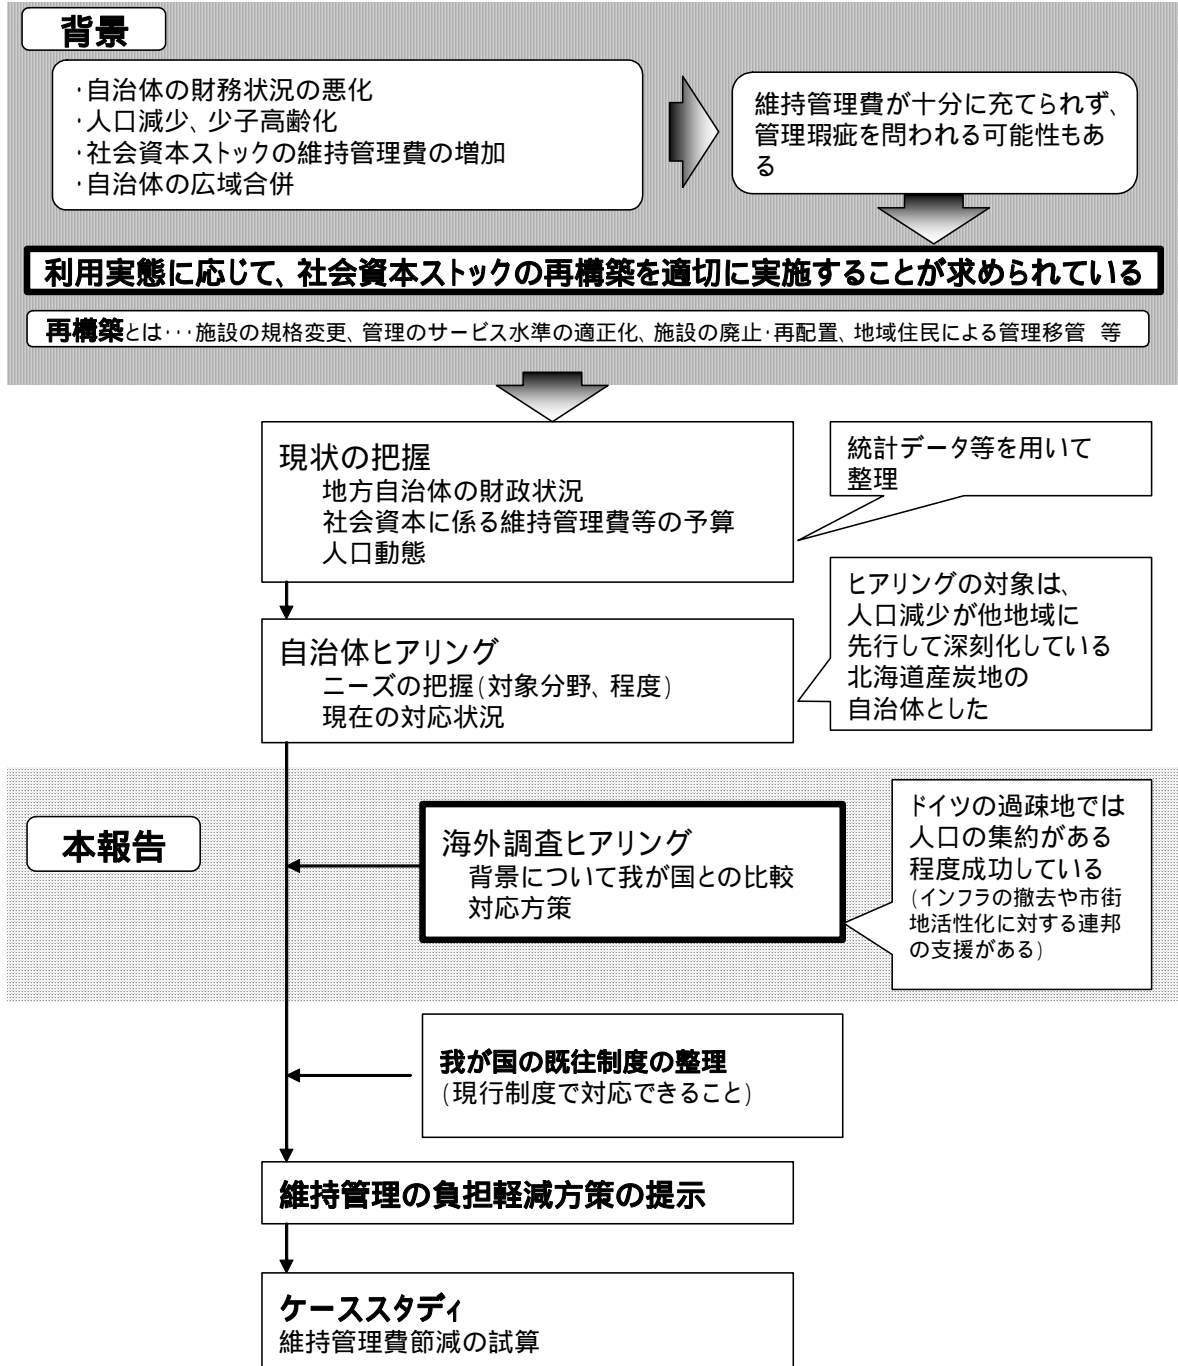 背景
・自治体の財務状況の悪化
・人口減少、少子高齢化
・社会資本ストックの維持管理費の増加
・自治体の広域合併
維持管理費が十分に充てられず、
管理瑕疵を問われる可能性もあ
る
利用実態に応じて、社会資本ストックの再構築を適切に実施することが求められている
再構築とは･･･施設の規格変更、管理のサービス水準の適正化、施設の廃止・再配置、地域住民による管理移管 等
現状の把握
地方自治体の財政状況
社会資本に係る維持管理費等の予算
人口動態
統計データ等を用いて
整理
自治体ヒアリング
ニーズの把握(対象分野、程度)
現在の対応状況
ヒアリングの対象は、
人口減少が他地域に
先行して深刻化している
北海道産炭地の
自治体とした
本報告
海外調査ヒアリング
背景について我が国との比較
対応方策
ドイツの過疎地では
人口の集約がある
程度成功している
(インフラの撤去や市街
地活性化に対する連邦
の支援がある)
我が国の既往制度の整理
(現行制度で対応できること)
維持管理の負担軽減方策の提示
ケーススタディ
維持管理費節減の試算